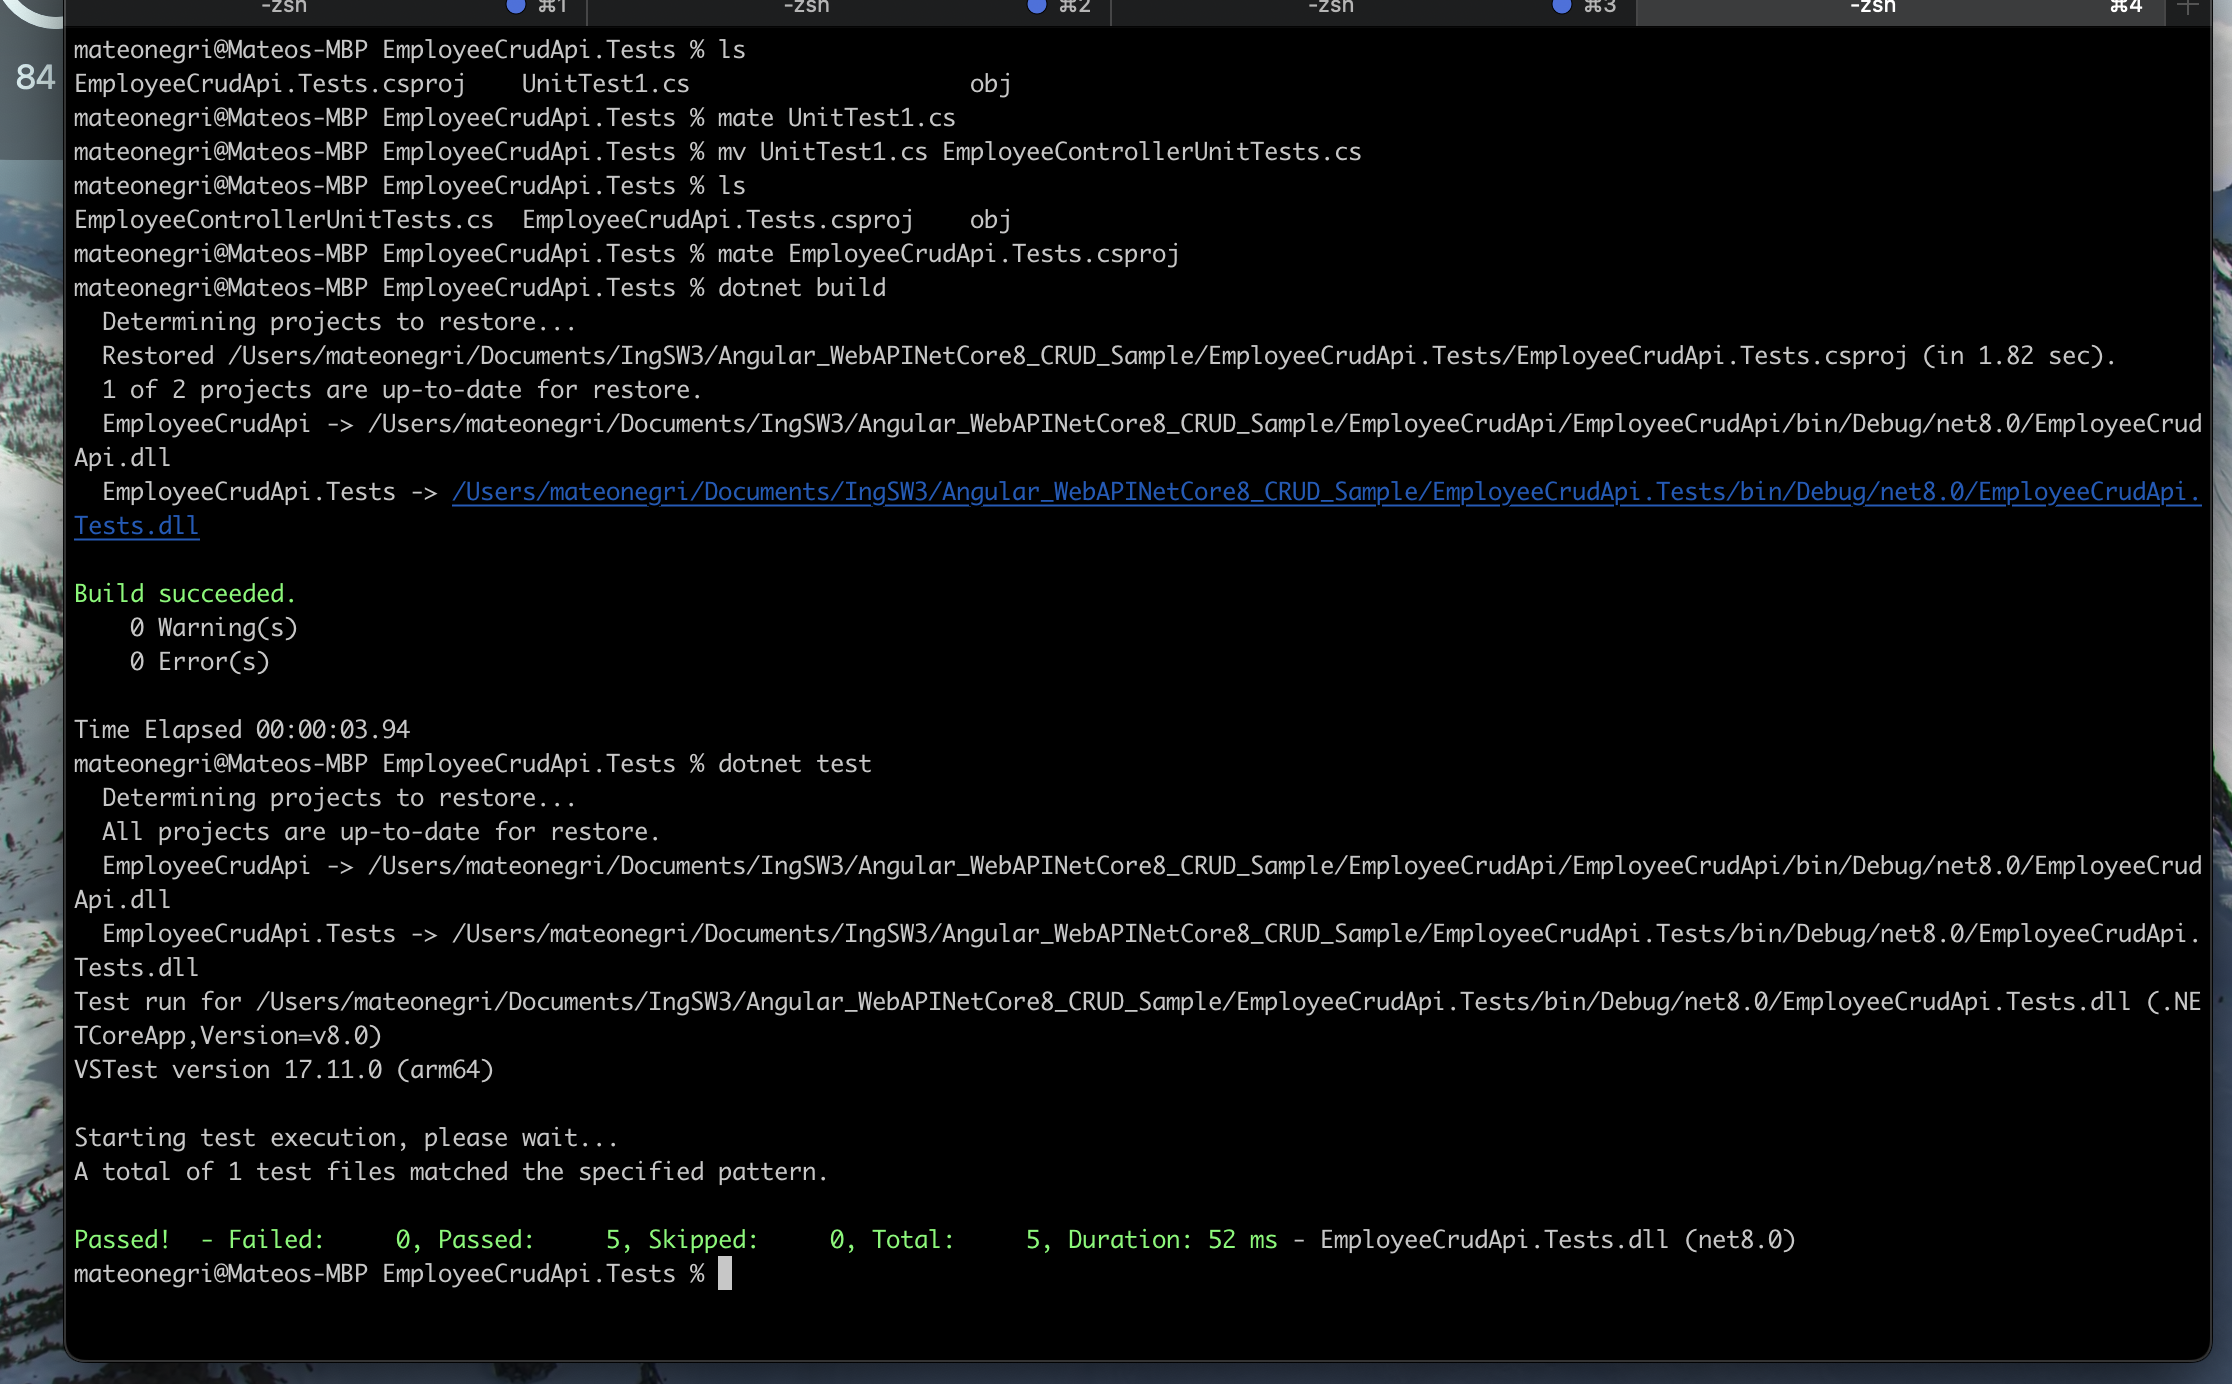 -zsh ⌘1 -zsh ⌘2 -zsh ⌘3 -zsh ⌘4 +
84
mateonegri@Mateos-MBP EmployeeCrudApi.Tests % ls
EmployeeCrudApi.Tests.csproj    UnitTest1.cs                    obj
mateonegri@Mateos-MBP EmployeeCrudApi.Tests % mate UnitTest1.cs
mateonegri@Mateos-MBP EmployeeCrudApi.Tests % mv UnitTest1.cs EmployeeControllerUnitTests.cs
mateonegri@Mateos-MBP EmployeeCrudApi.Tests % ls
EmployeeControllerUnitTests.cs  EmployeeCrudApi.Tests.csproj    obj
mateonegri@Mateos-MBP EmployeeCrudApi.Tests % mate EmployeeCrudApi.Tests.csproj
mateonegri@Mateos-MBP EmployeeCrudApi.Tests % dotnet build
  Determining projects to restore...
  Restored /Users/mateonegri/Documents/IngSW3/Angular_WebAPINetCore8_CRUD_Sample/EmployeeCrudApi.Tests/EmployeeCrudApi.Tests.csproj (in 1.82 sec).
  1 of 2 projects are up-to-date for restore.
  EmployeeCrudApi -> /Users/mateonegri/Documents/IngSW3/Angular_WebAPINetCore8_CRUD_Sample/EmployeeCrudApi/EmployeeCrudApi/bin/Debug/net8.0/EmployeeCrud
Api.dll
  EmployeeCrudApi.Tests -> /Users/mateonegri/Documents/IngSW3/Angular_WebAPINetCore8_CRUD_Sample/EmployeeCrudApi.Tests/bin/Debug/net8.0/EmployeeCrudApi.
Tests.dll
Build succeeded.
    0 Warning(s)
    0 Error(s)
Time Elapsed 00:00:03.94
mateonegri@Mateos-MBP EmployeeCrudApi.Tests % dotnet test
  Determining projects to restore...
  All projects are up-to-date for restore.
  EmployeeCrudApi -> /Users/mateonegri/Documents/IngSW3/Angular_WebAPINetCore8_CRUD_Sample/EmployeeCrudApi/EmployeeCrudApi/bin/Debug/net8.0/EmployeeCrud
Api.dll
  EmployeeCrudApi.Tests -> /Users/mateonegri/Documents/IngSW3/Angular_WebAPINetCore8_CRUD_Sample/EmployeeCrudApi.Tests/bin/Debug/net8.0/EmployeeCrudApi.
Tests.dll
Test run for /Users/mateonegri/Documents/IngSW3/Angular_WebAPINetCore8_CRUD_Sample/EmployeeCrudApi.Tests/bin/Debug/net8.0/EmployeeCrudApi.Tests.dll (.NE
TCoreApp,Version=v8.0)
VSTest version 17.11.0 (arm64)
Starting test execution, please wait...
A total of 1 test files matched the specified pattern.
Passed!  - Failed:     0, Passed:     5, Skipped:     0, Total:     5, Duration: 52 ms - EmployeeCrudApi.Tests.dll (net8.0)
mateonegri@Mateos-MBP EmployeeCrudApi.Tests %